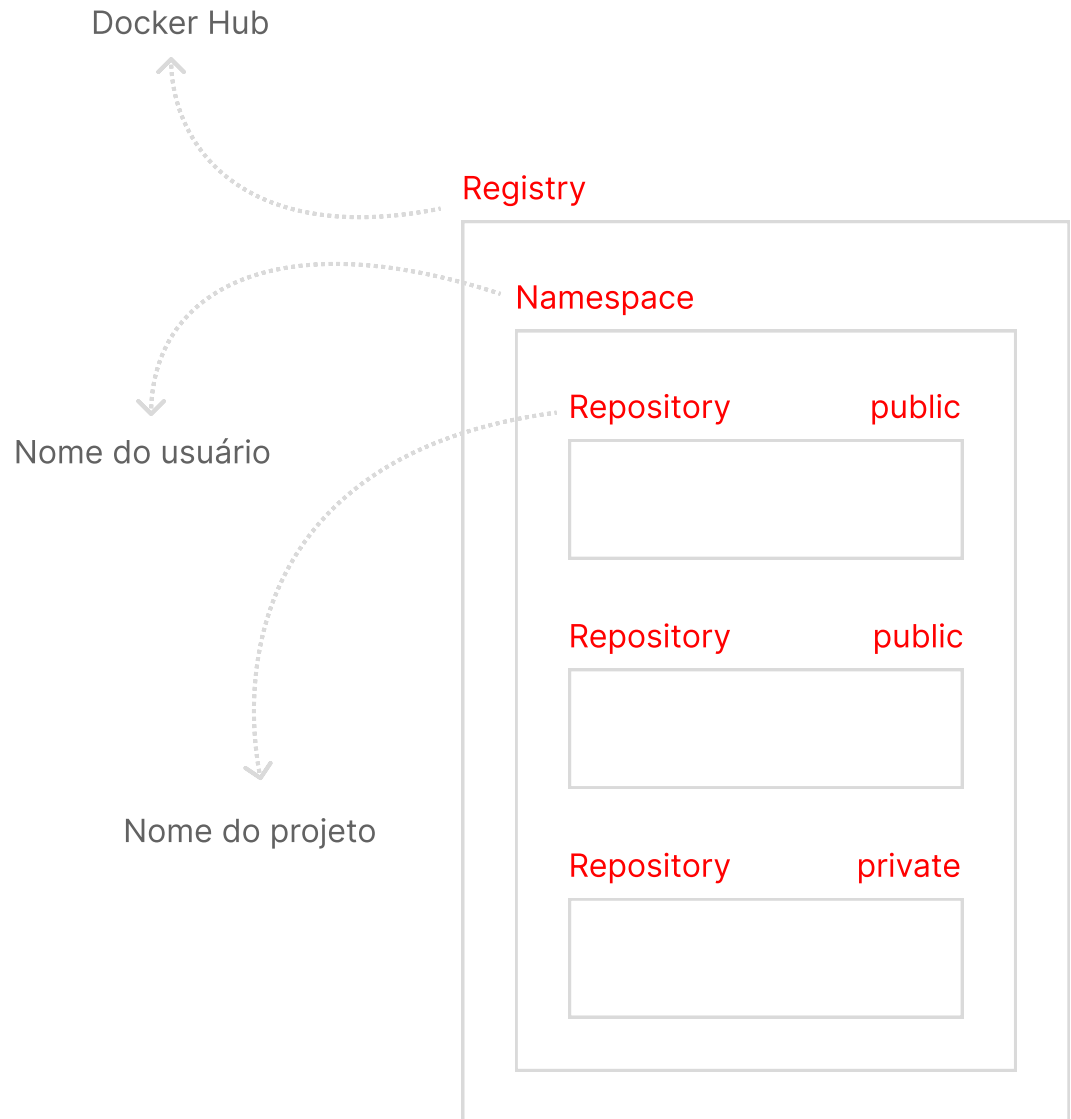 Docker Hub
Registry
Namespace
Repository public
Nome do usuário
Repository public
Nome do projeto
Repository private